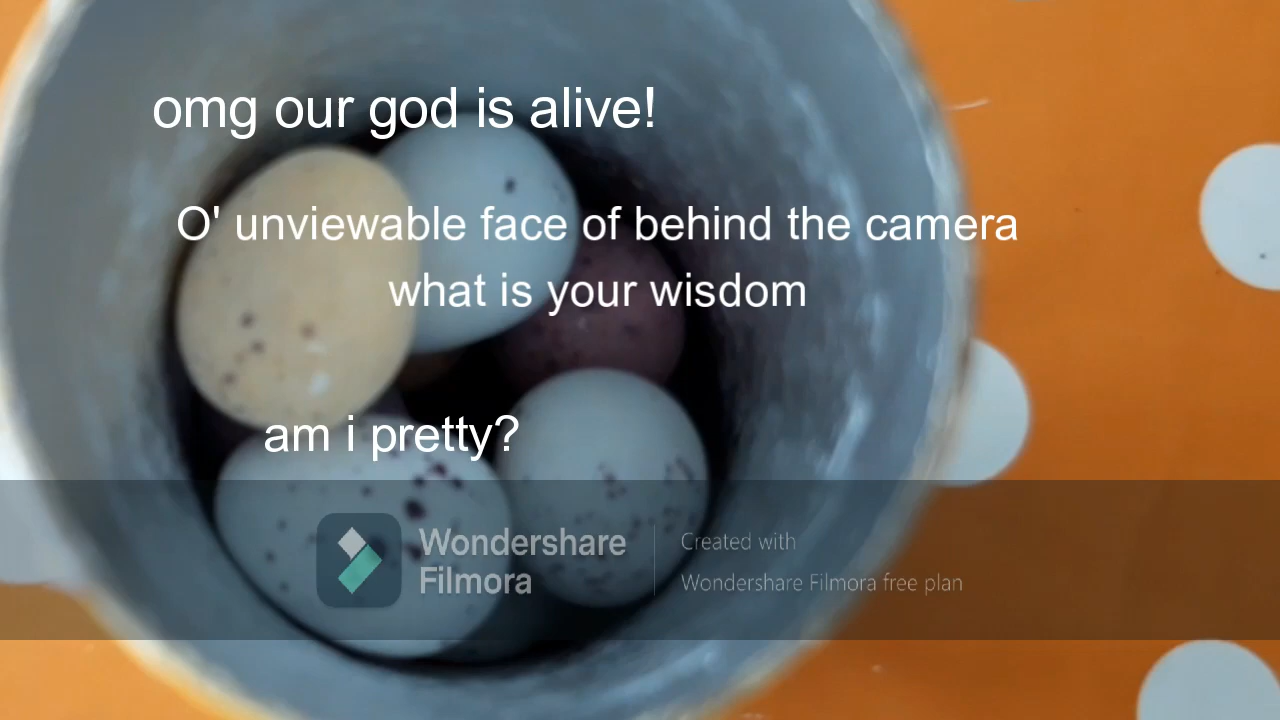 omg our god is alive!
O' unviewable face of behind the camera
what is your wisdom
am i pretty?
Wondershare
Filmora
Created with
Wondershare Filmora free plan